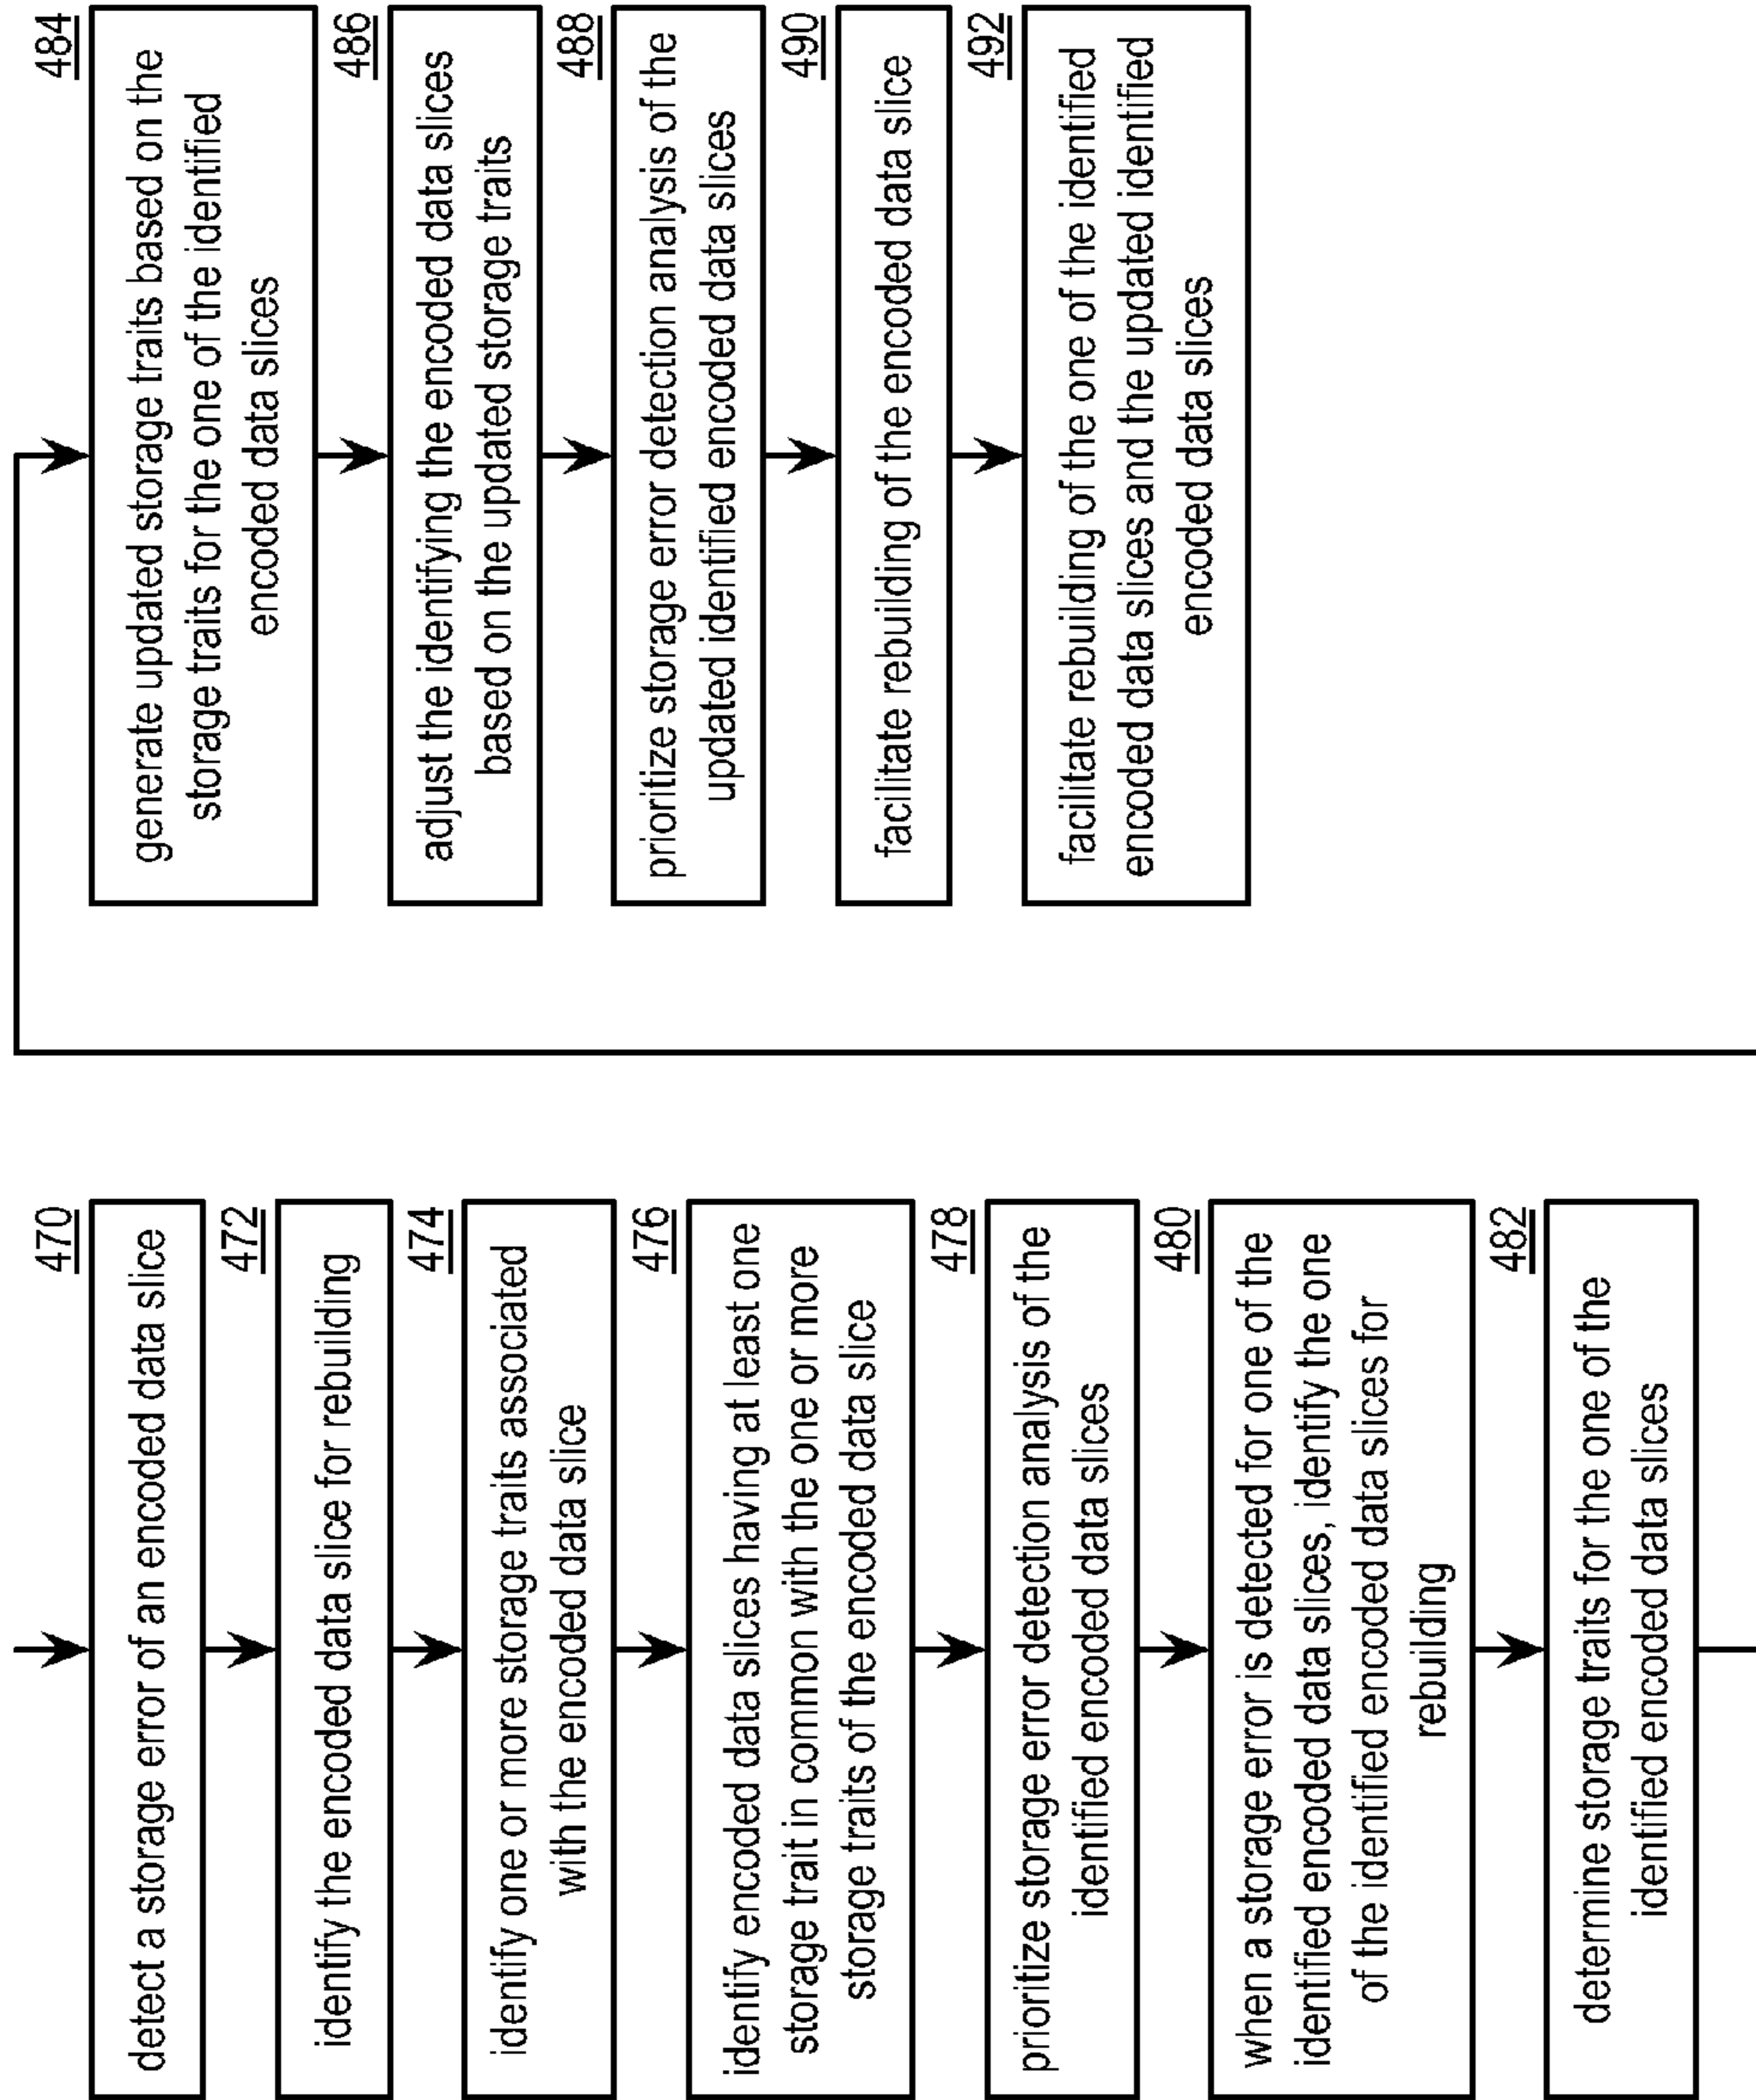 470
detect a storage error of an encoded data slice
472
identify the encoded data slice for rebuilding
474
identify one or more storage traits associated
with the encoded data slice
476
identify encoded data slices having at least one
storage trait in common with the one or more
storage traits of the encoded data slice
478
prioritize storage error detection analysis of the
identified encoded data slices
480
when a storage error is detected for one of the
identified encoded data slices, identify the one
of the identified encoded data slices for
rebuilding
482
determine storage traits for the one of the
identified encoded data slices
484
generate updated storage traits based on the
storage traits for the one of the identified
encoded data slices
486
adjust the identifying the encoded data slices
based on the updated storage traits
488
prioritize storage error detection analysis of the
updated identified encoded data slices
490
facilitate rebuilding of the encoded data slice
492
facilitate rebuilding of the one of the identified
encoded data slices and the updated identified
encoded data slices